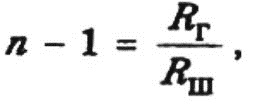 n − 1 = R_Г / R_Ш,